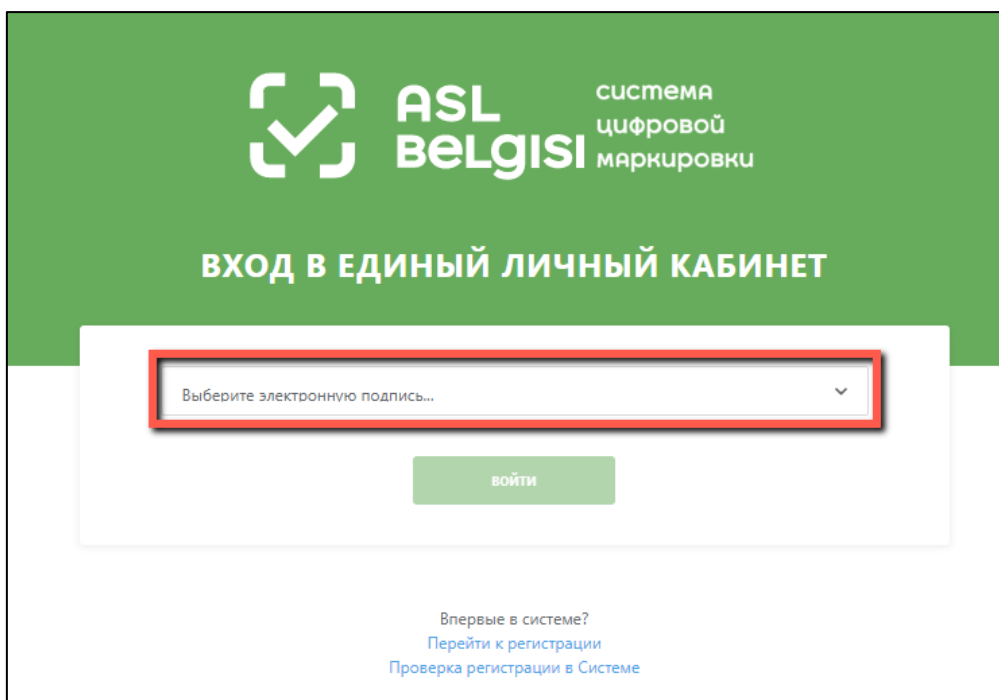 ASL BELGISI
система цифровой маркировки
ВХОД В ЕДИНЫЙ ЛИЧНЫЙ КАБИНЕТ
Выберите электронную подпись...
ВОЙТИ
Впервые в системе?
Перейти к регистрации
Проверка регистрации в Системе